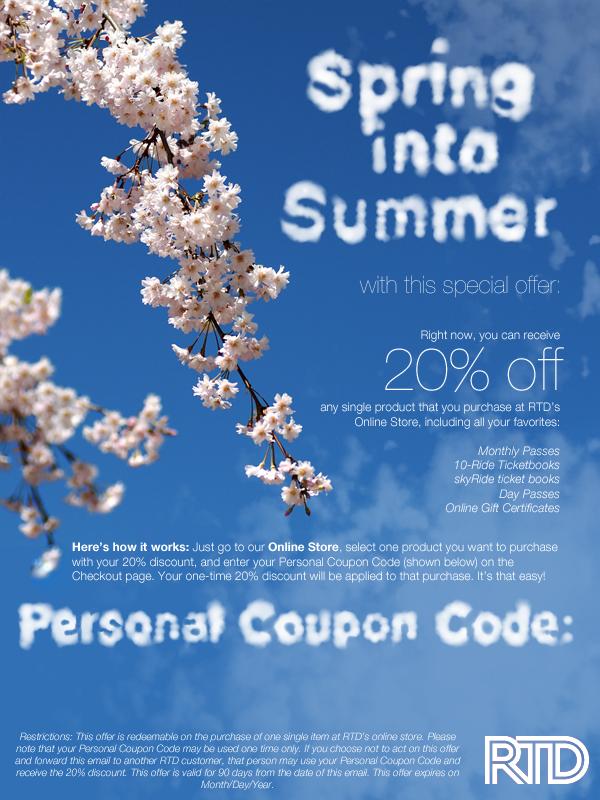 Spring
into
Summer
with this special offer:
Right now, you can receive
20% off
any single product that you purchase at RTD's
Online Store, including all your favorites:
Monthly Passes
10-Ride Ticketbooks
skyRide ticket books
Day Passes
Online Gift Certificates
Here's how it works: Just go to our Online Store, select one product you want to purchase
with your 20% discount, and enter your Personal Coupon Code (shown below) on the
Checkout page. Your one-time 20% discount will be applied to that purchase. It's that easy!
Personal Coupon Code:
Restrictions: This offer is redeemable on the purchase of one single item at RTD's online store. Please
note that your Personal Coupon Code may be used one time only. If you choose not to act on this offer
and forward this email to another RTD customer, that person may use your Personal Coupon Code and
receive the 20% discount. This offer is valid for 90 days from the date of this email. This offer expires on
Month/Day/Year.
RTD